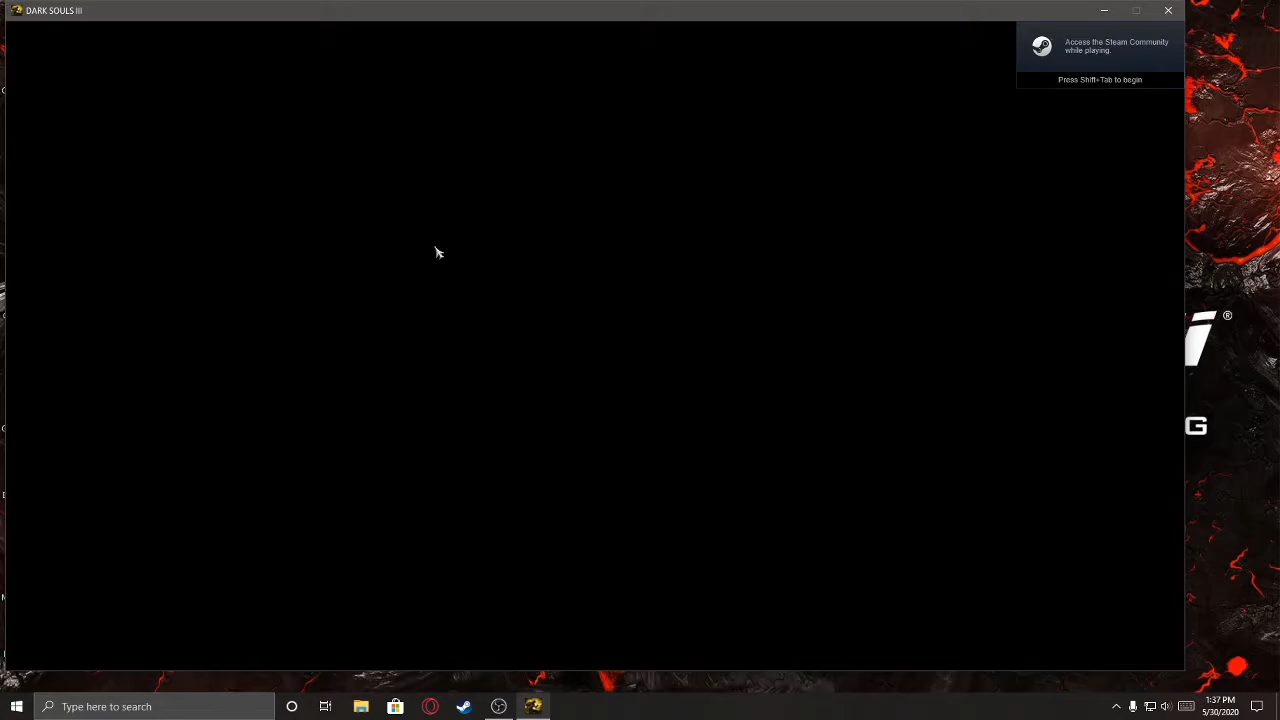 DARK SOULS III
Access the Steam Community
while playing.
Press Shift+Tab to begin
®
G
Type here to search
1:37 PM
5/30/2020